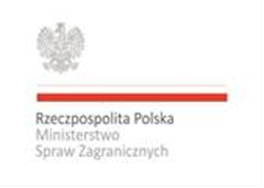 Rzeczpospolita Polska
Ministerstwo
Spraw Zagranicznych